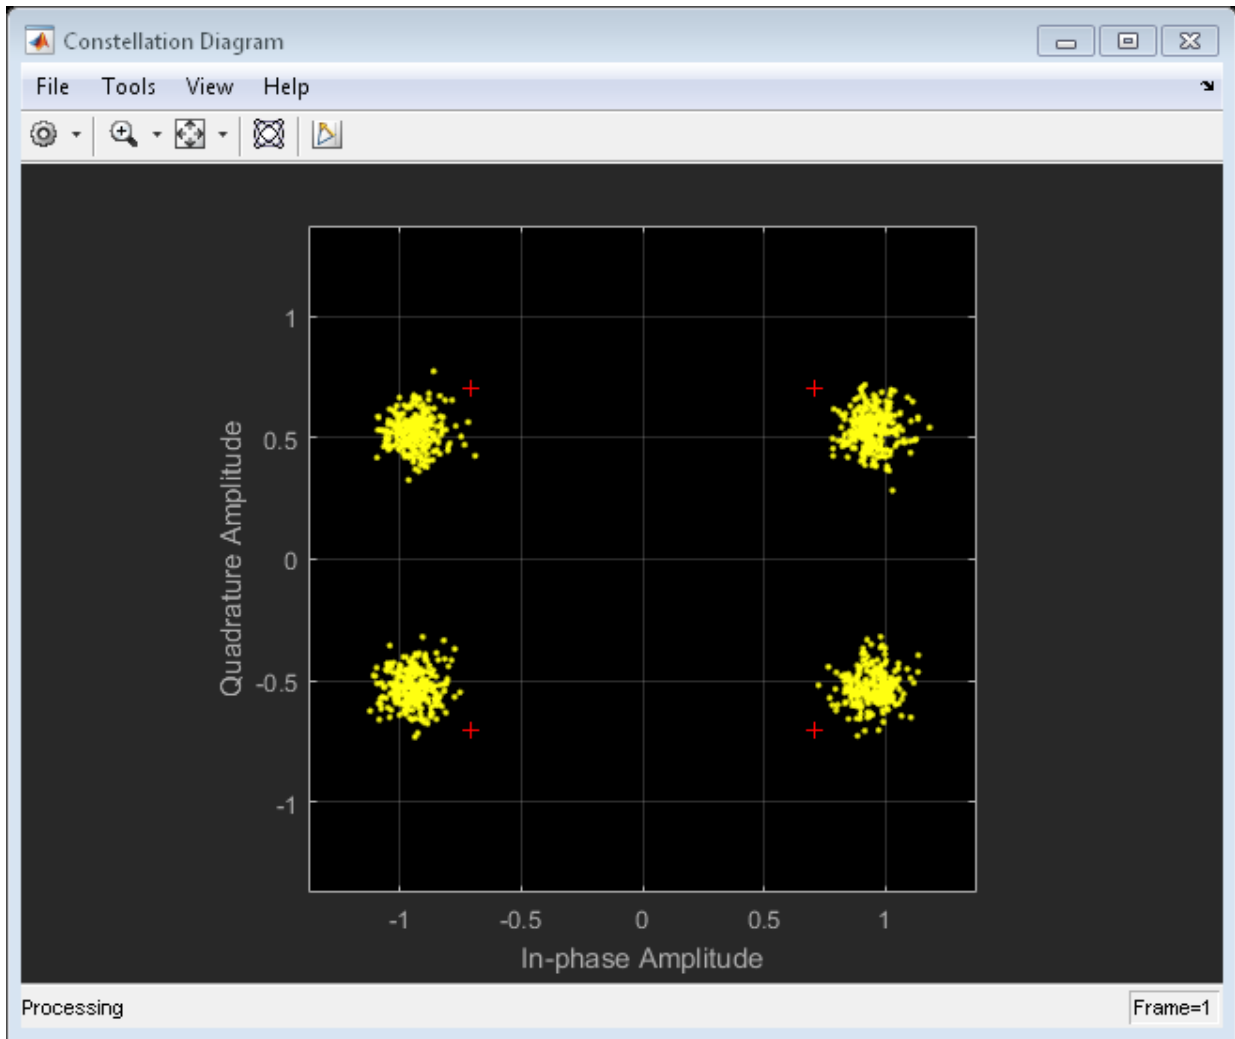 Constellation Diagram
File Tools View Help
Quadrature Amplitude
1
0.5
0
-0.5
-1
-1 -0.5 0 0.5 1
In-phase Amplitude
Processing Frame=1